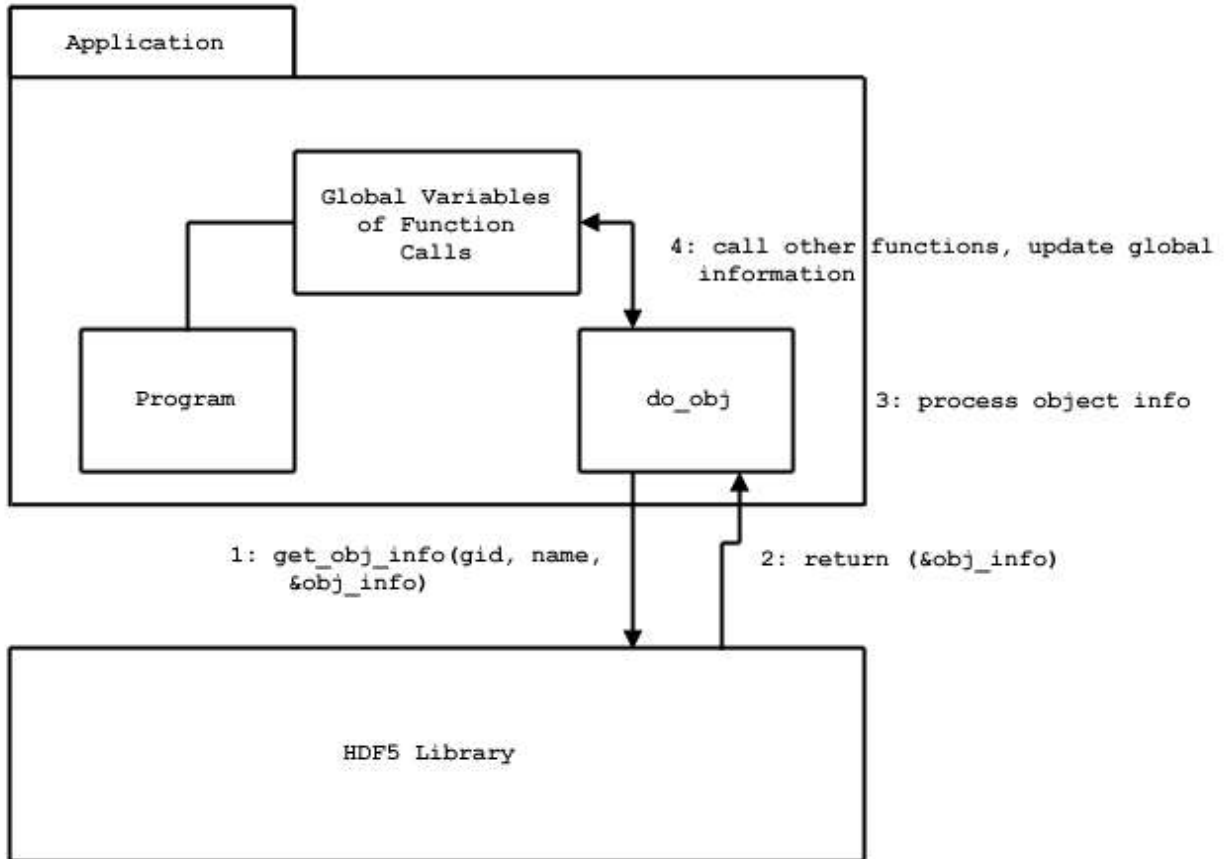 Application
Global Variables
of Function
Calls
4: call other functions, update global
information
Program
do_obj
3: process object info
1: get_obj_info(gid, name,
&obj_info)
2: return (&obj_info)
HDF5 Library